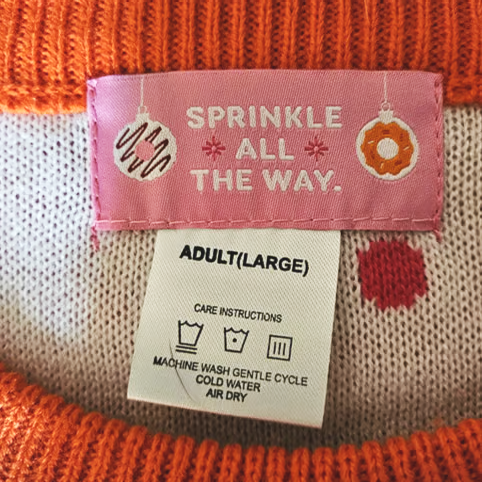 SPRINKLE
ALL
THE WAY.
ADULT(LARGE)
CARE INSTRUCTIONS
MACHINE WASH GENTLE CYCLE
COLD WATER
AIR DRY